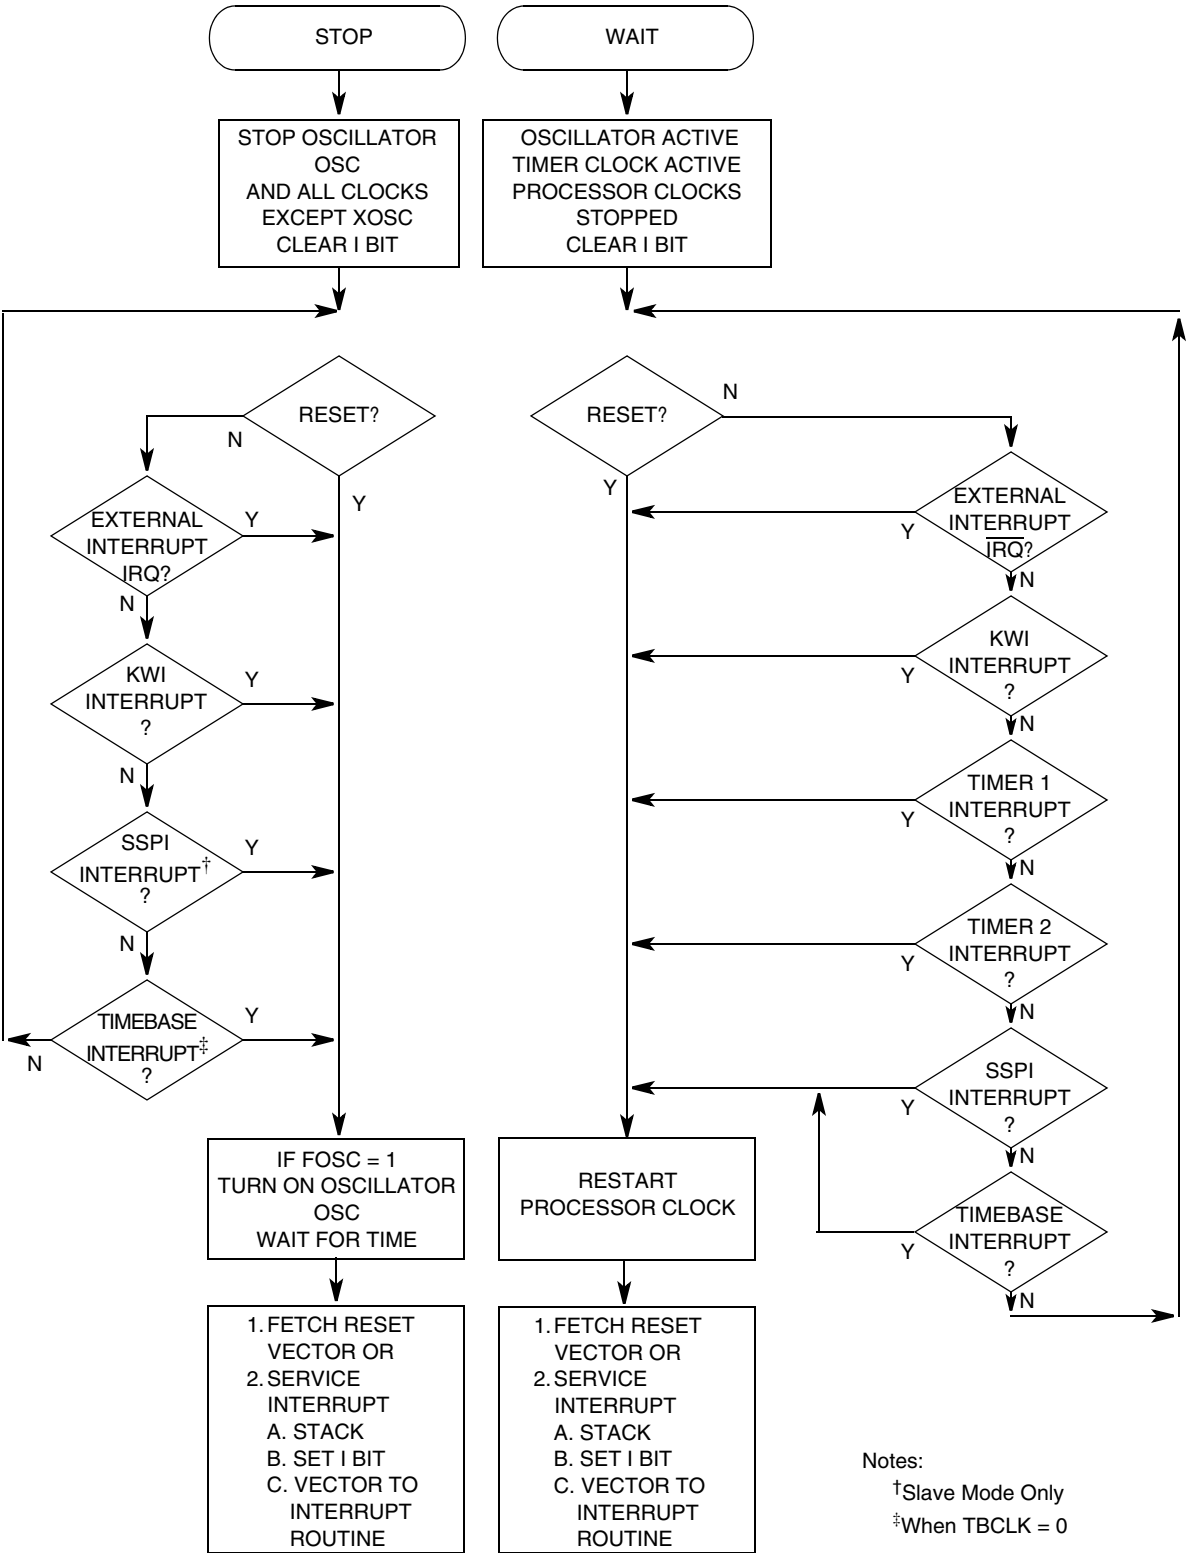 STOP
STOP OSCILLATOR
OSC
AND ALL CLOCKS
EXCEPT XOSC
CLEAR I BIT
RESET?
N
Y
EXTERNAL
INTERRUPT
IRQ?
Y
N
KWI
INTERRUPT
?
Y
N
SSPI
INTERRUPT†
?
Y
N
TIMEBASE
INTERRUPT‡
?
Y
N
IF FOSC = 1
TURN ON OSCILLATOR
OSC
WAIT FOR TIME
1. FETCH RESET
VECTOR OR
2. SERVICE
INTERRUPT
A. STACK
B. SET I BIT
C. VECTOR TO
INTERRUPT
ROUTINE
WAIT
OSCILLATOR ACTIVE
TIMER CLOCK ACTIVE
PROCESSOR CLOCKS
STOPPED
CLEAR I BIT
RESET?
N
Y
EXTERNAL
INTERRUPT
I̅R̅Q̅?
Y
N
KWI
INTERRUPT
?
Y
N
TIMER 1
INTERRUPT
?
Y
N
TIMER 2
INTERRUPT
?
Y
N
SSPI
INTERRUPT
?
Y
N
TIMEBASE
INTERRUPT
?
Y
N
RESTART
PROCESSOR CLOCK
1. FETCH RESET
VECTOR OR
2. SERVICE
INTERRUPT
A. STACK
B. SET I BIT
C. VECTOR TO
INTERRUPT
ROUTINE
Notes:
†Slave Mode Only
‡When TBCLK = 0